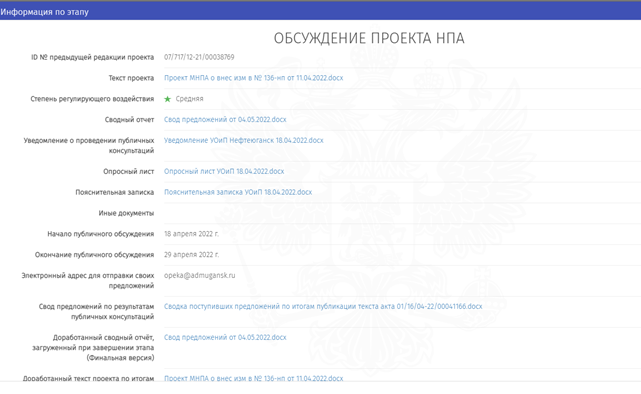 Информация по этапу
ОБСУЖДЕНИЕ ПРОЕКТА НПА
ID № предыдущей редакции проекта 07/717/12-21/00038769
Текст проекта Проект МНПА о внес изм в № 136-нп от 11.04.2022.docx
Степень регулирующего воздействия Средняя
Сводный отчет Свод предложений от 04.05.2022.docx
Уведомление о проведении публичных Уведомление УОиП Нефтеюганск 18.04.2022.docx
консультаций
Опросный лист Опросный лист УОиП 18.04.2022.docx
Пояснительная записка Пояснительная записка УОиП 18.04.2022.docx
Иные документы
Начало публичного обсуждения 18 апреля 2022 г.
Окончание публичного обсуждения 29 апреля 2022 г.
Электронный адрес для отправки своих opeka@admugansk.ru
предложений
Свод предложений по результатам Сводка поступивших предложений по итогам публикации текста акта 01/16/04-22/00041166.docx
публичных консультаций
Доработанный сводный отчёт, Свод предложений от 04.05.2022.docx
загруженный при завершении этапа
(Финальная версия)
Доработанный текст проекта по итогам Проект МНПА о внес изм в № 136-нп от 11.04.2022.docx